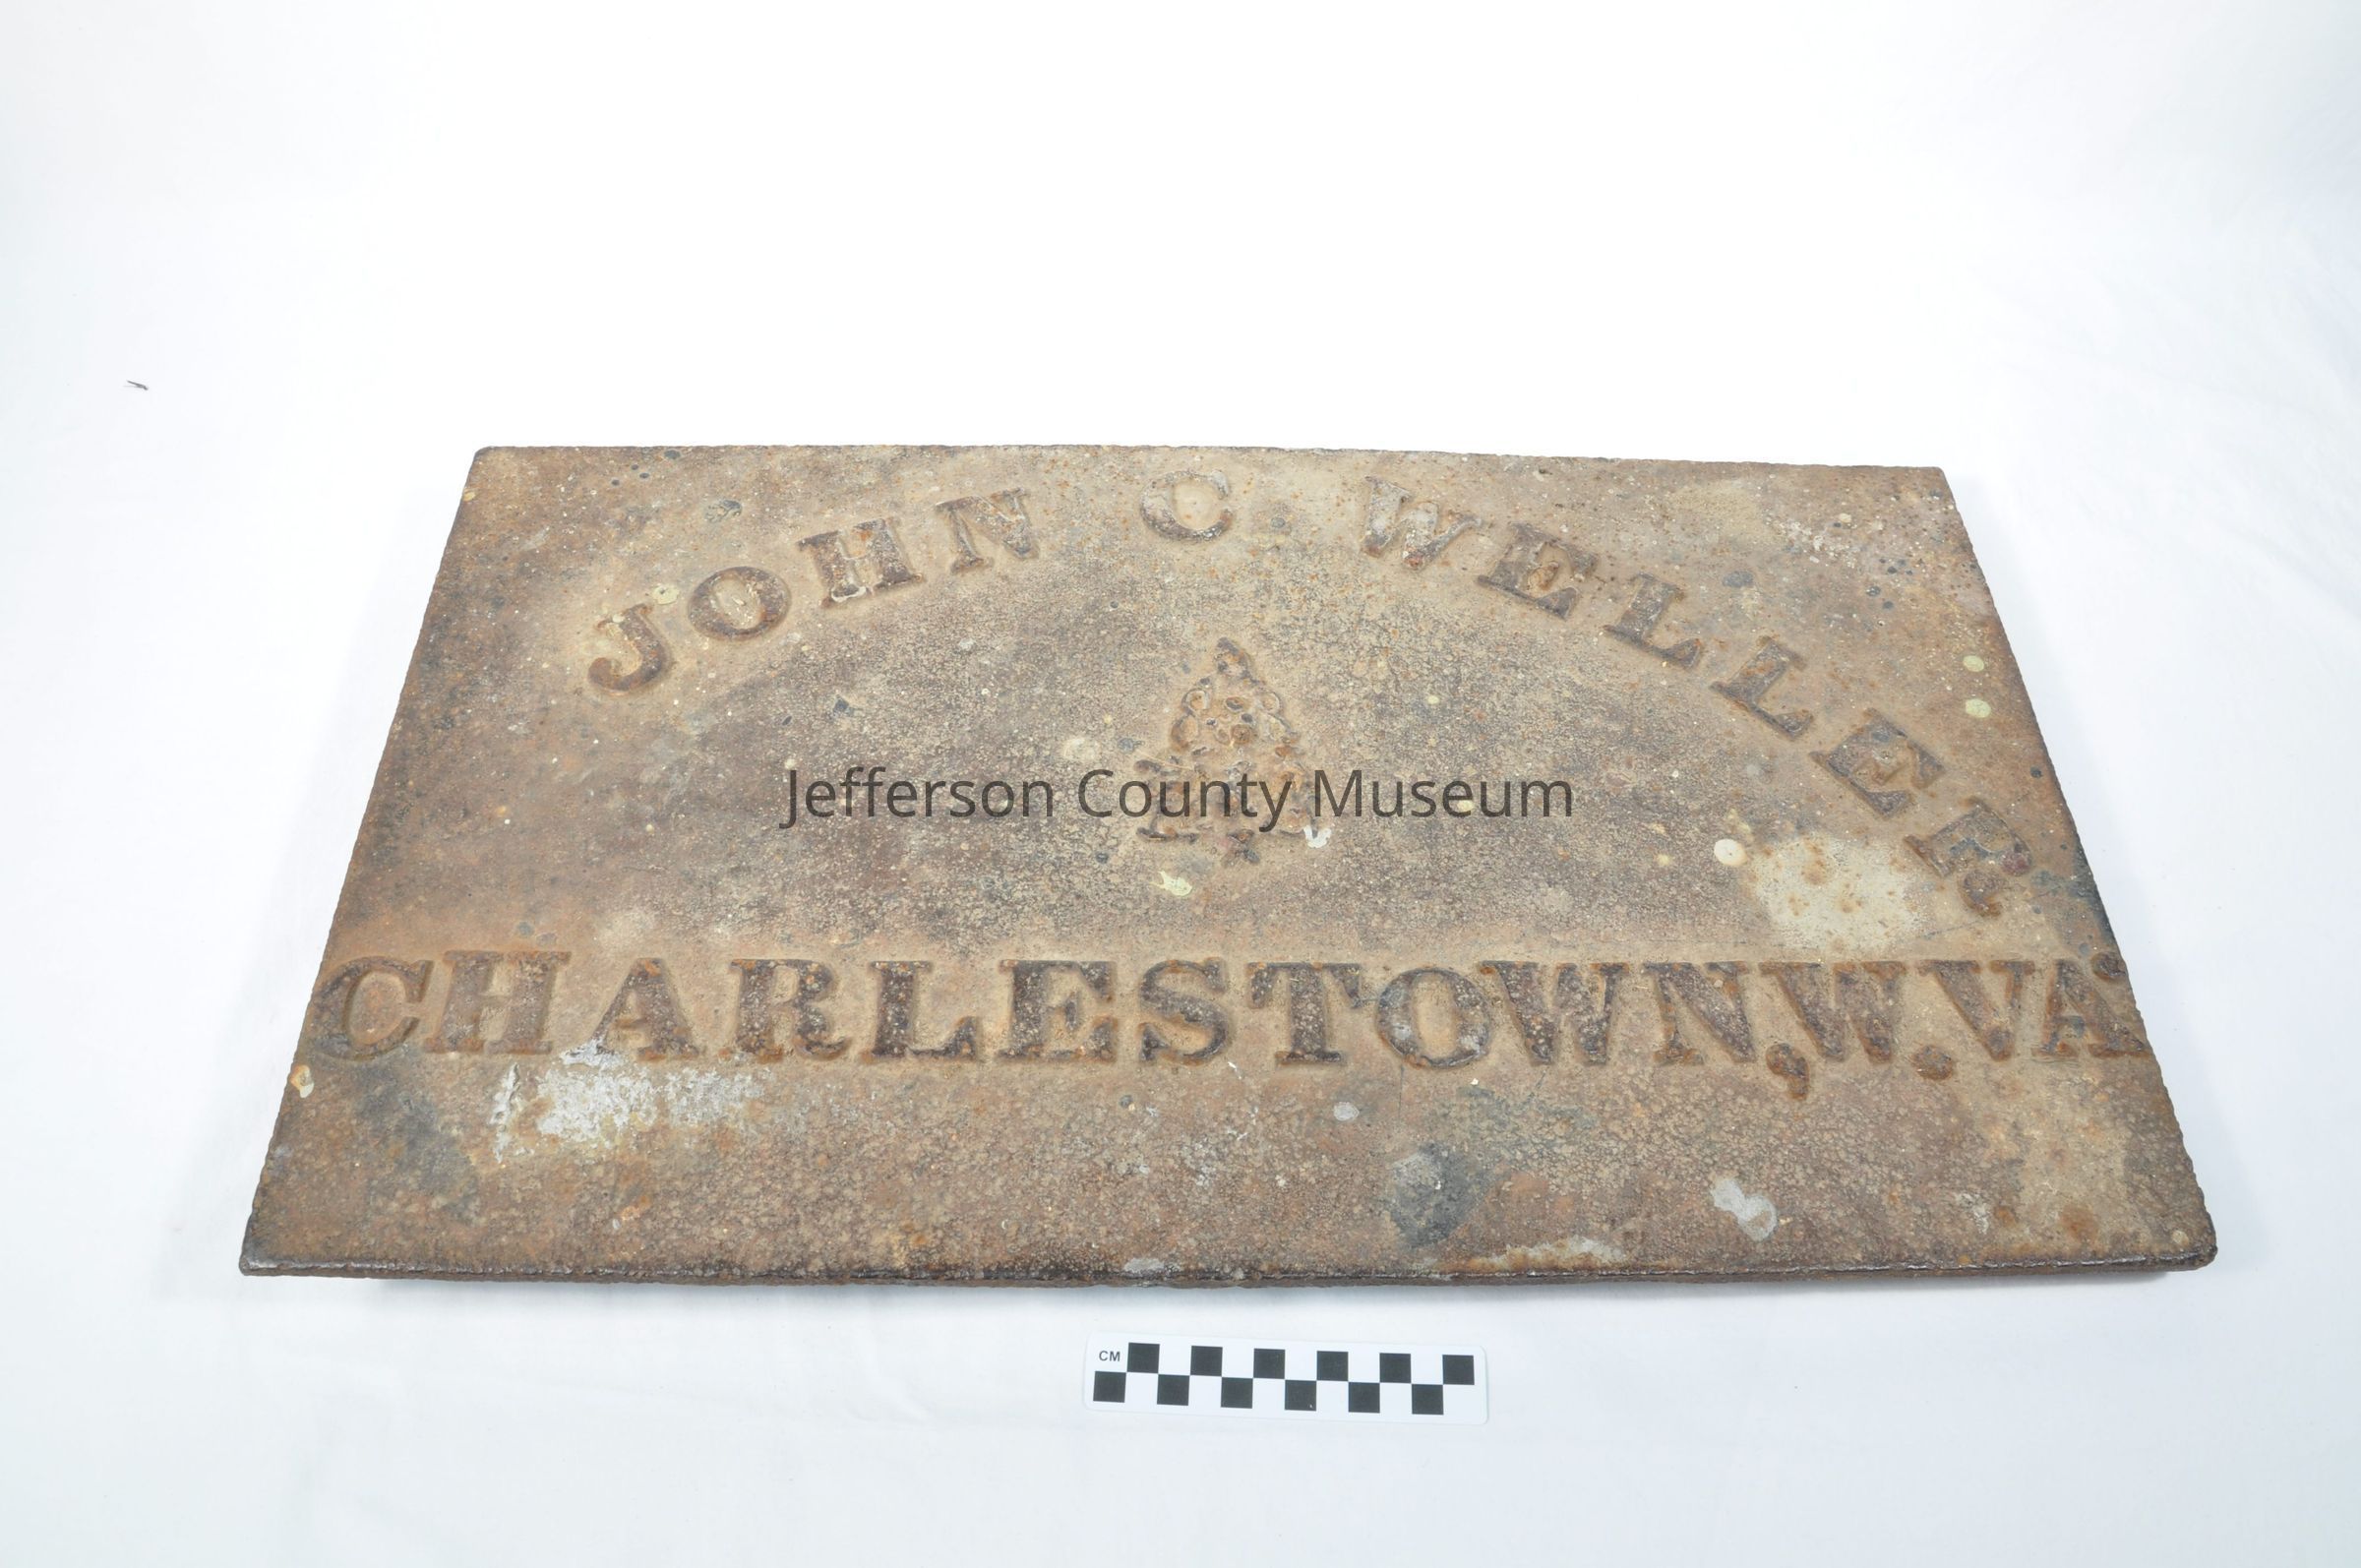 JOHN C. WELLER
Jefferson County Museum
CHARLESTOWN, W. VA
CM